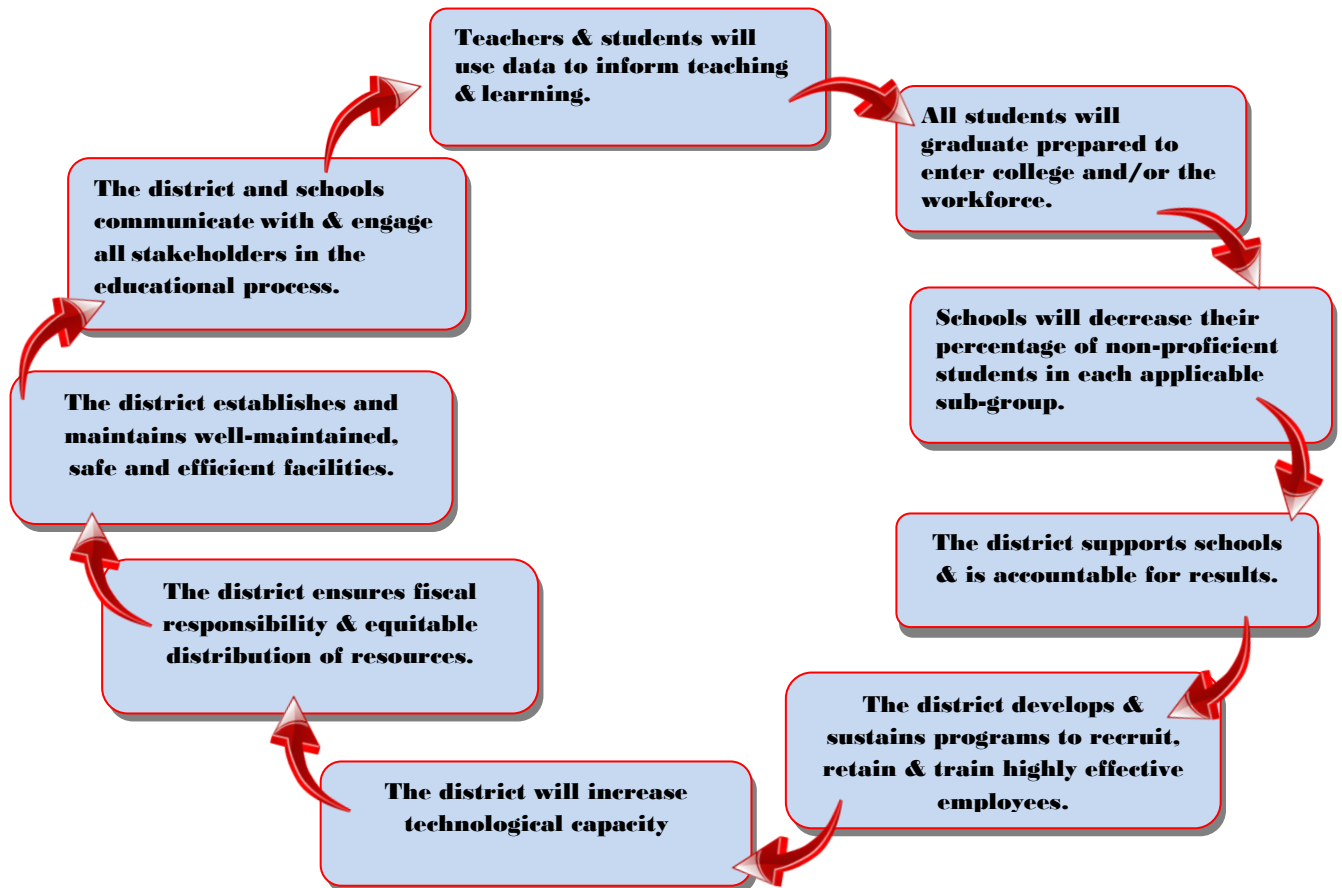 Teachers & students will
use data to inform teaching
& learning.
All students will
graduate prepared to
enter college and/or the
workforce.
Schools will decrease their
percentage of non-proficient
students in each applicable
sub-group.
The district supports schools
& is accountable for results.
The district develops &
sustains programs to recruit,
retain & train highly effective
employees.
The district will increase
technological capacity
The district ensures fiscal
responsibility & equitable
distribution of resources.
The district establishes and
maintains well-maintained,
safe and efficient facilities.
The district and schools
communicate with & engage
all stakeholders in the
educational process.